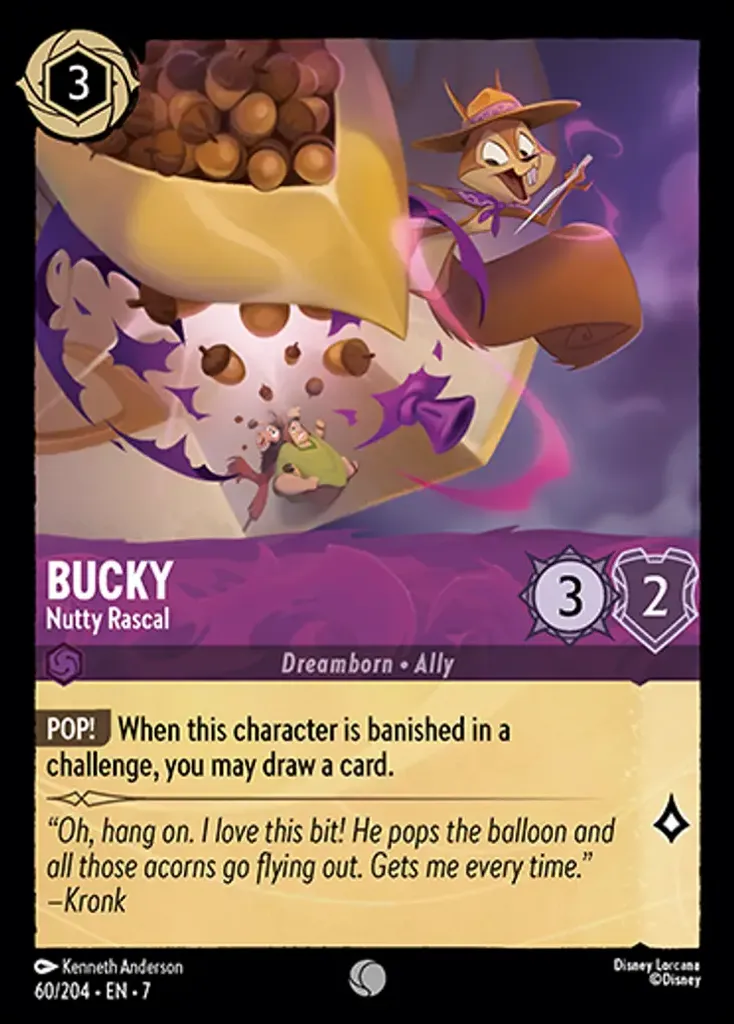 3
BUCKY
Nutty Rascal
3
2
Dreamborn • Ally
POP! When this character is banished in a
challenge, you may draw a card.
“Oh, hang on. I love this bit! He pops the balloon and
all those acorns go flying out. Gets me every time.”
–Kronk
Kenneth Anderson
60/204 • EN • 7
Disney Lorcana
©Disney